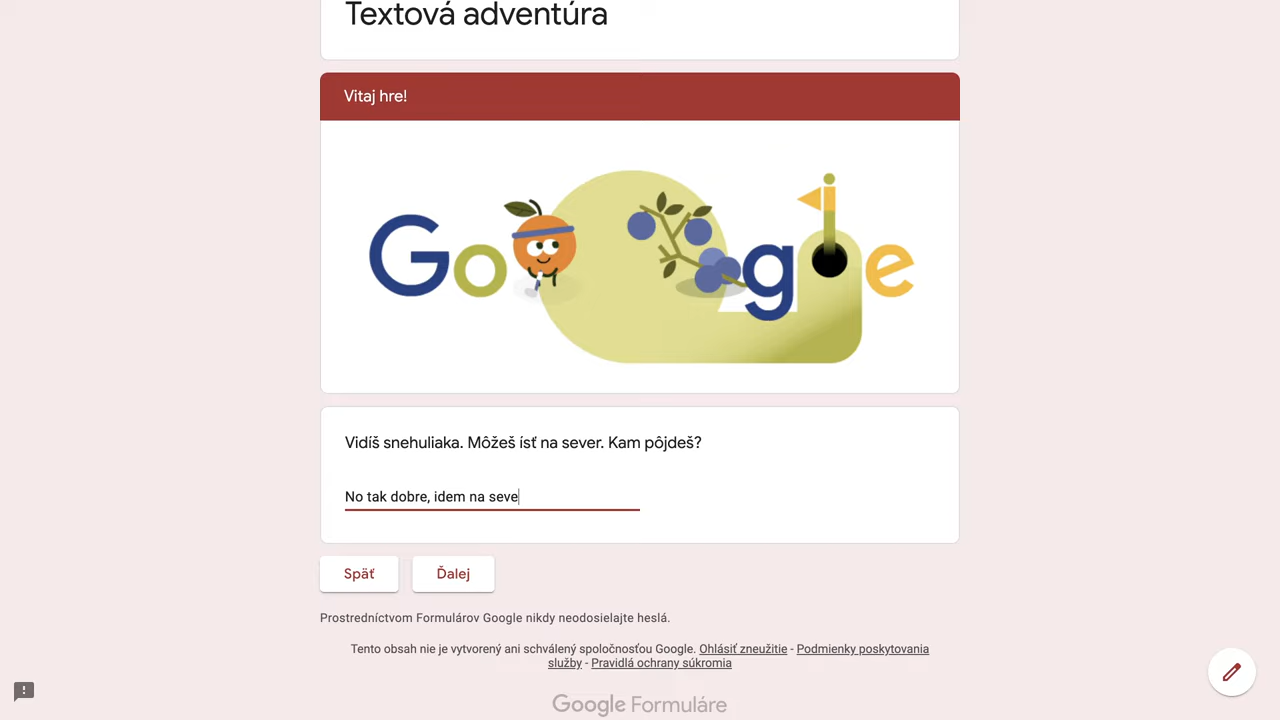 Textová adventúra
Vitaj hre!
Google
Vidíš snehuliaka. Môžeš ísť na sever. Kam pôjdeš?
No tak dobre, idem na seve
Späť
Ďalej
Prostredníctvom Formulárov Google nikdy neodosielajte heslá.
Tento obsah nie je vytvorený ani schválený spoločnosťou Google. Ohlásiť zneužitie - Podmienky poskytovania
služby - Pravidlá ochrany súkromia
Google Formuláre